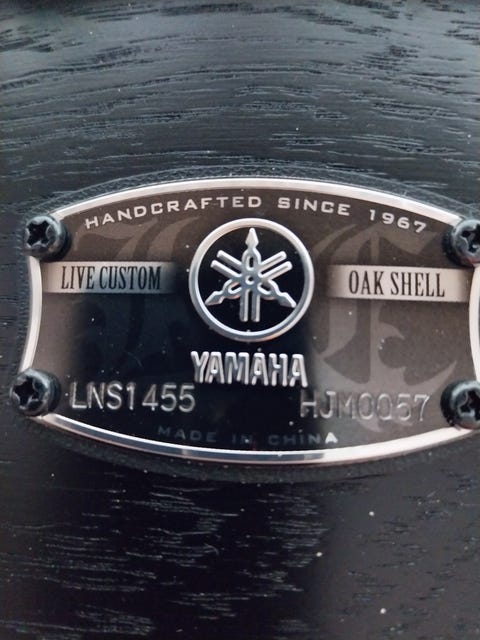 HANDCRAFTED SINCE 1967
LIVE CUSTOM
OAK SHELL
YAMAHA
LNS1455
HJM0057
MADE IN CHINA